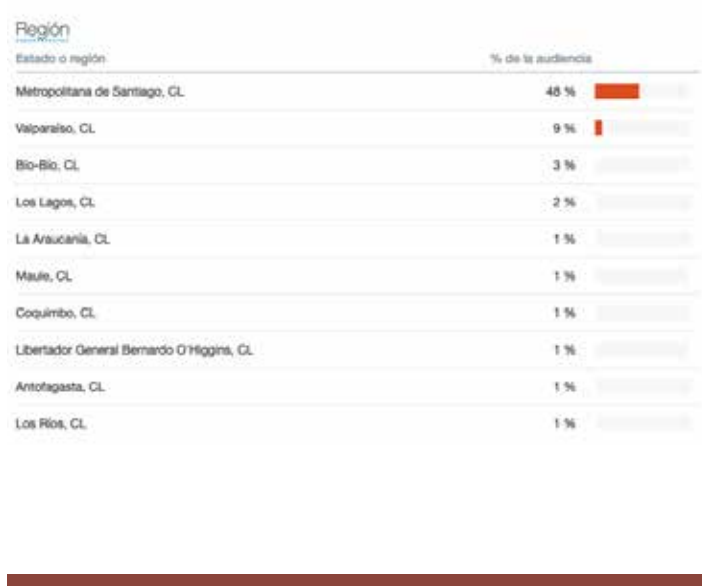 Región
Estado o región % de la audiencia
Metropolitana de Santiago, CL 48 %
Valparaíso, CL 9 %
Bío-Bío, CL 3 %
Los Lagos, CL 2 %
La Araucanía, CL 1 %
Maule, CL 1 %
Coquimbo, CL 1 %
Libertador General Bernardo O'Higgins, CL 1 %
Antofagasta, CL 1 %
Los Ríos, CL 1 %